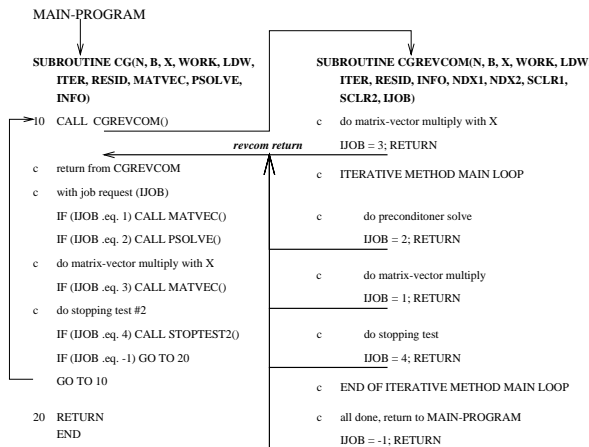 MAIN-PROGRAM
SUBROUTINE CG(N, B, X, WORK, LDW,
ITER, RESID, MATVEC, PSOLVE,
INFO)
10 CALL CGREVCOM()
c return from CGREVCOM
c with job request (IJOB)
IF (IJOB .eq. 1) CALL MATVEC()
IF (IJOB .eq. 2) CALL PSOLVE()
c do matrix-vector multiply with X
IF (IJOB .eq. 3) CALL MATVEC()
c do stopping test #2
IF (IJOB .eq. 4) CALL STOPTEST2()
IF (IJOB .eq. -1) GO TO 20
GO TO 10
20 RETURN
END
revcom return
SUBROUTINE CGREVCOM(N, B, X, WORK, LDW
ITER, RESID, INFO, NDX1, NDX2, SCLR1,
SCLR2, IJOB)
c do matrix-vector multiply with X
IJOB = 3; RETURN
c ITERATIVE METHOD MAIN LOOP
c do preconditoner solve
IJOB = 2; RETURN
c do matrix-vector multiply
IJOB = 1; RETURN
c do stopping test
IJOB = 4; RETURN
c END OF ITERATIVE METHOD MAIN LOOP
c all done, return to MAIN-PROGRAM
IJOB = -1; RETURN